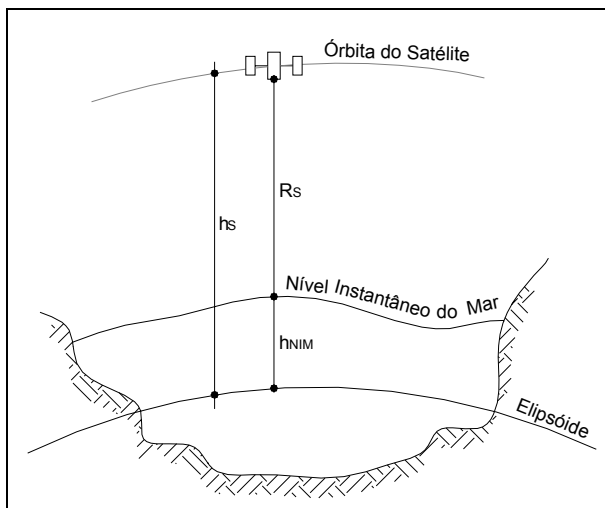 Órbita do Satélite
Rs
hs
Nível Instantâneo do Mar
hNIM
Elipsóide